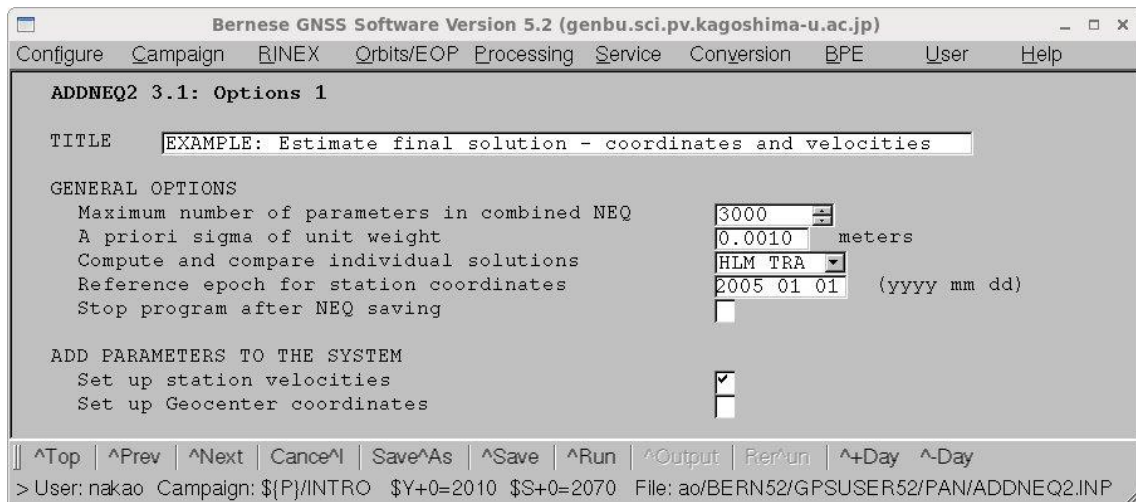 Bernese GNSS Software Version 5.2 (genbu.sci.pv.kagoshima-u.ac.jp)
Configure Campaign RINEX Orbits/EOP Processing Service Conversion BPE User Help
ADDNEQ2 3.1: Options 1
TITLE EXAMPLE: Estimate final solution - coordinates and velocities
GENERAL OPTIONS
Maximum number of parameters in combined NEQ 3000
A priori sigma of unit weight 0.0010 meters
Compute and compare individual solutions HLM TRA
Reference epoch for station coordinates 2005 01 01 (yyyy mm dd)
Stop program after NEQ saving
ADD PARAMETERS TO THE SYSTEM
Set up station velocities
Set up Geocenter coordinates
^Top | ^Prev | ^Next | Cance^l | Save^As | ^Save | ^Run | ^Output | Rer^un | ^+Day ^-Day
> User: nakao Campaign: ${P}/INTRO $Y+0=2010 $S+0=2070 File: ao/BERN52/GPSUSER52/PAN/ADDNEQ2.INP